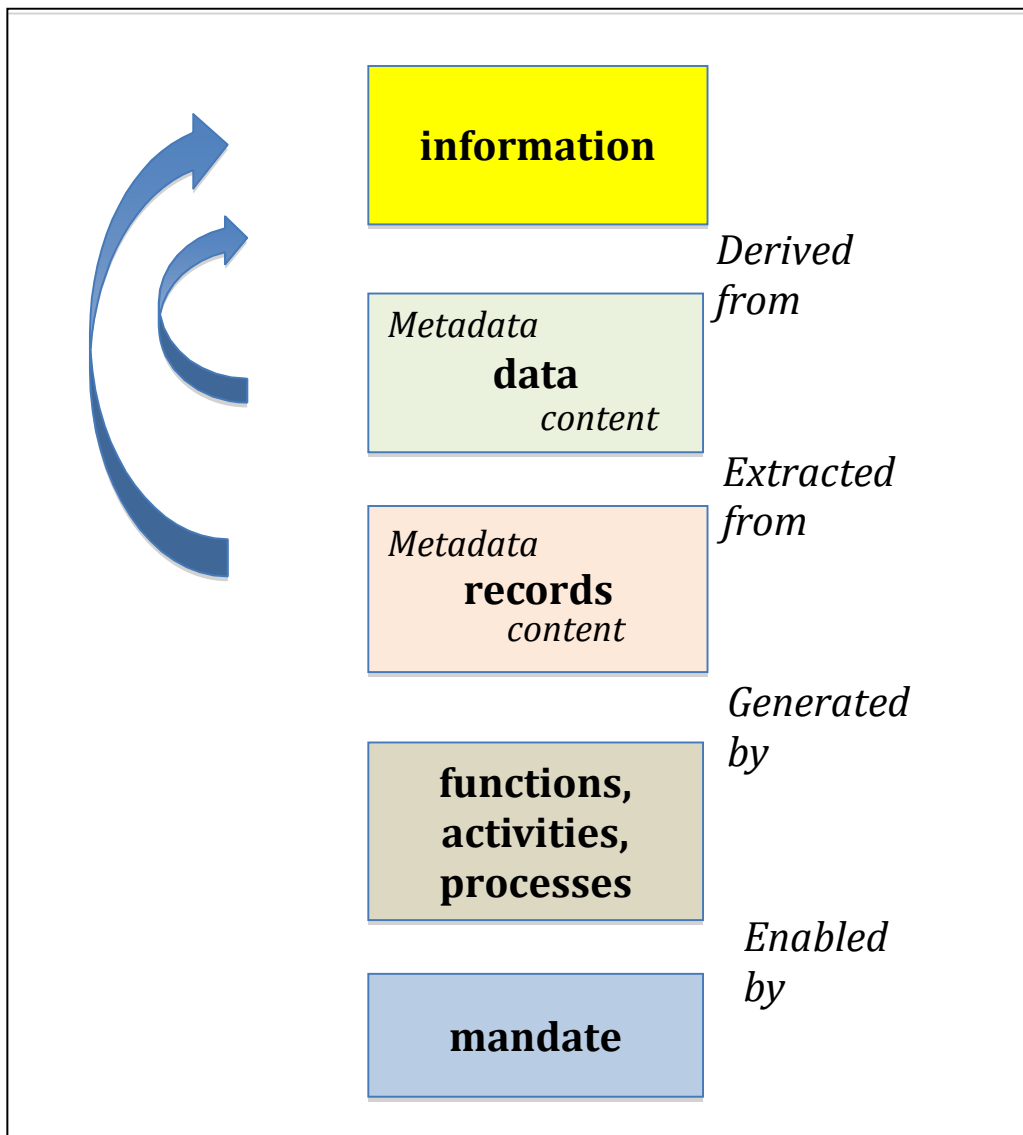 information
Derived
from
Metadata
data
content
Extracted
from
Metadata
records
content
Generated
by
functions,
activities,
processes
Enabled
by
mandate